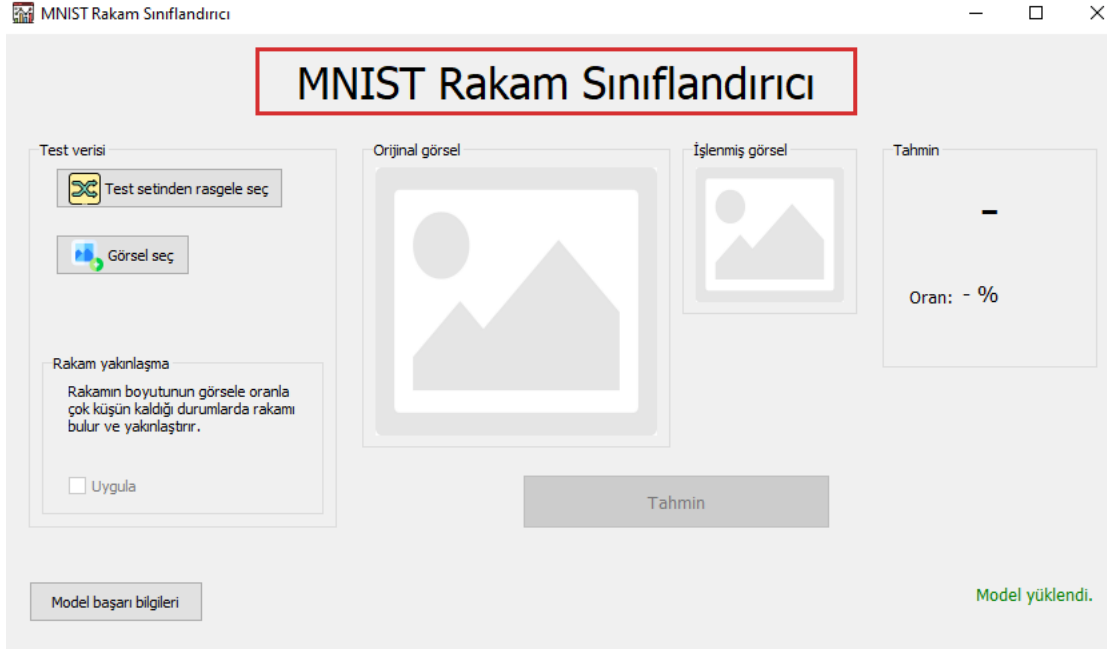 MNIST Rakam Sınıflandırıcı
MNIST Rakam Sınıflandırıcı
Test verisi
Test setinden rasgele seç
Görsel seç
Rakam yakınlaşma
Rakamın boyutunun görsele oranla
çok küşün kaldığı durumlarda rakamı
bulur ve yakınlaştırır.
Uygula
Orijinal görsel
İşlenmiş görsel
Tahmin
-
Oran: - %
Tahmin
Model başarı bilgileri
Model yüklendi.